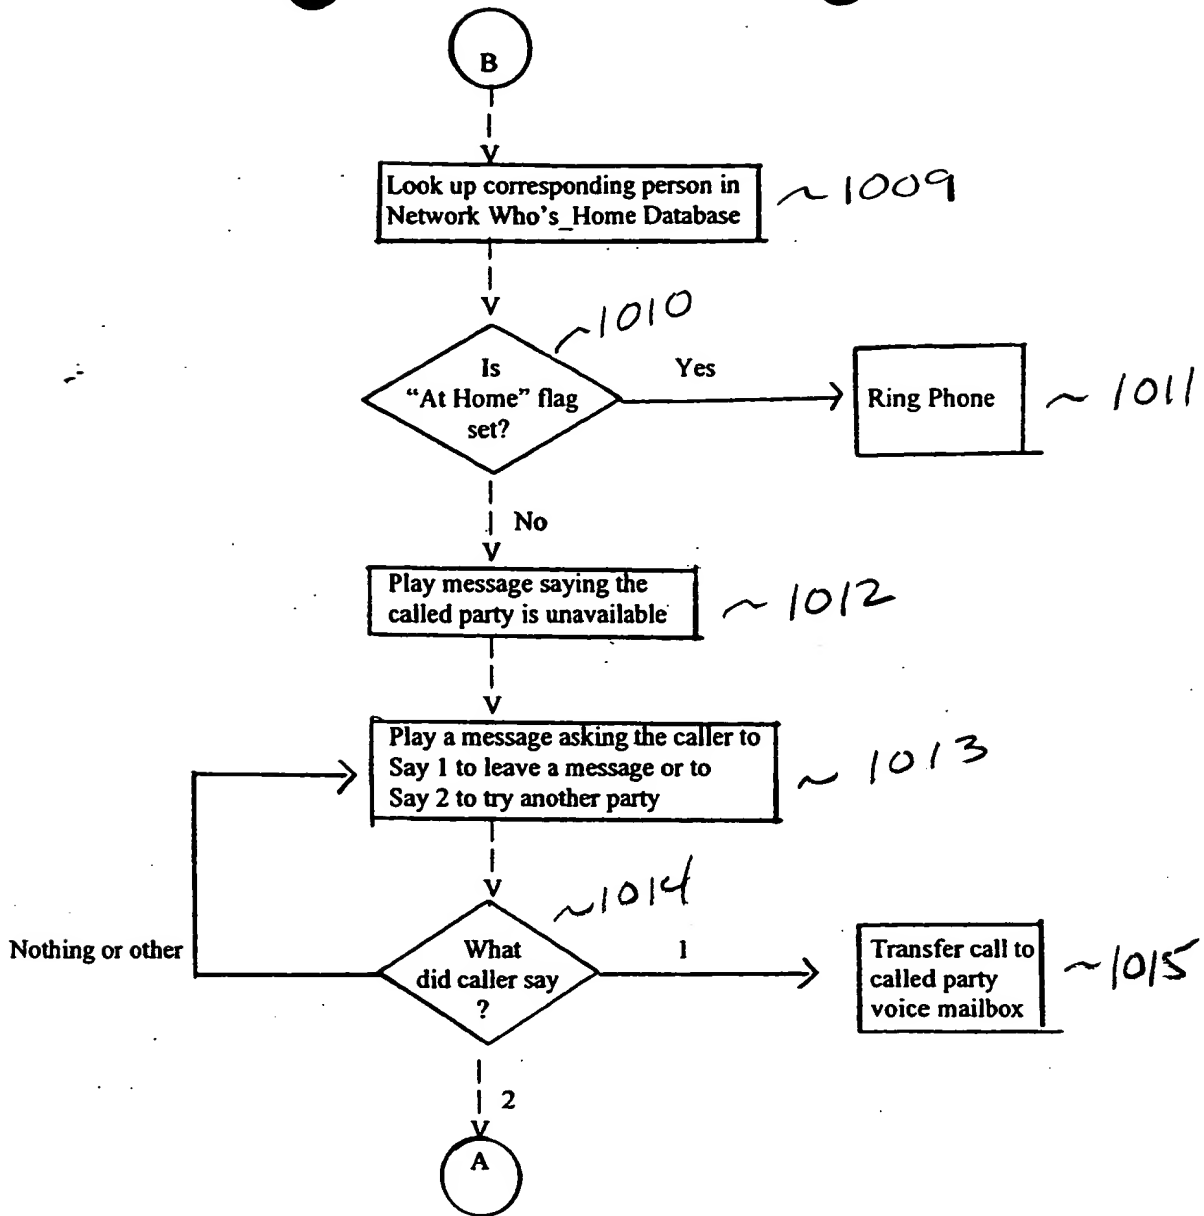 B
Look up corresponding person in
Network Who's_Home Database
~1009
~1010
Is
“At Home” flag
set?
Yes
Ring Phone
~ 1011
No
Play message saying the
called party is unavailable
~ 1012
Play a message asking the caller to
Say 1 to leave a message or to
Say 2 to try another party
~ 1013
~1014
Nothing or other
What
did caller say
?
1
Transfer call to
called party
voice mailbox
~1015
2
A